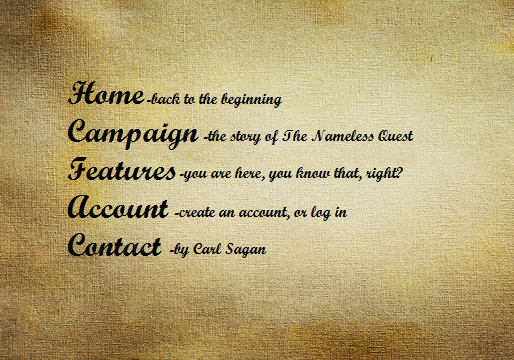 Home -back to the beginning
Campaign -the story of The Nameless Quest
Features -you are here, you know that, right?
Account -create an account, or log in
Contact -by Carl Sagan